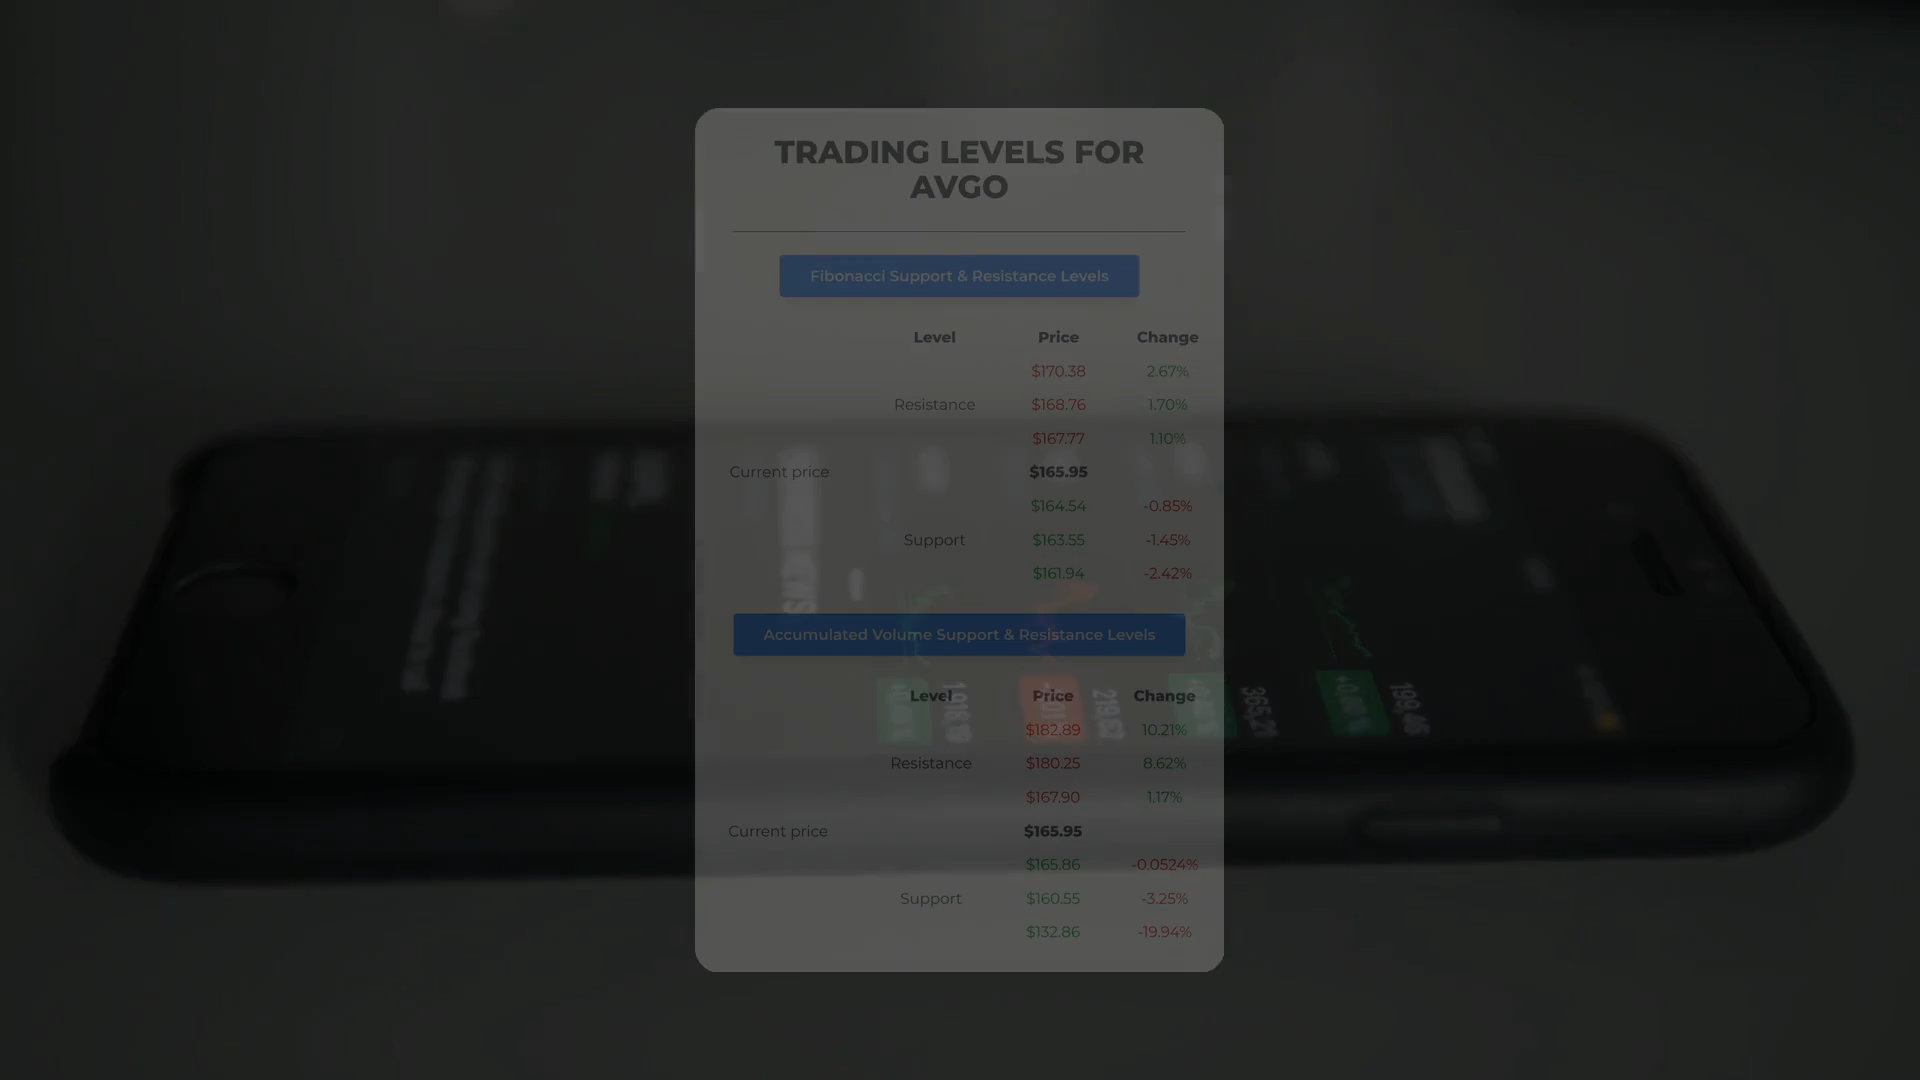 TRADING LEVELS FOR
AVGO
Fibonacci Support & Resistance Levels
Level Price Change
$170.38 2.67%
Resistance $168.76 1.70%
$167.77 1.10%
Current price $165.95
$164.54 -0.85%
Support $163.55 -1.45%
$161.94 -2.42%
Accumulated Volume Support & Resistance Levels
Level Price Change
$182.89 10.21%
Resistance $180.25 8.62%
$167.90 1.17%
Current price $165.95
$165.86 -0.0524%
Support $160.55 -3.25%
$132.86 -19.94%
365,21
199,46